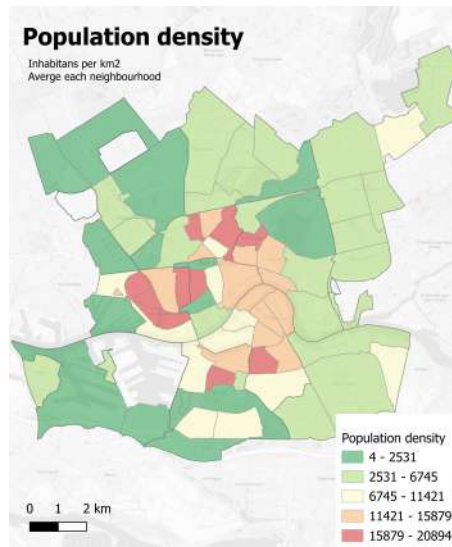 Population density
Inhabitans per km2
Averge each neighbourhood
Population density
4 - 2531
2531 - 6745
6745 - 11421
11421 - 15879
15879 - 20894
0 1 2 km